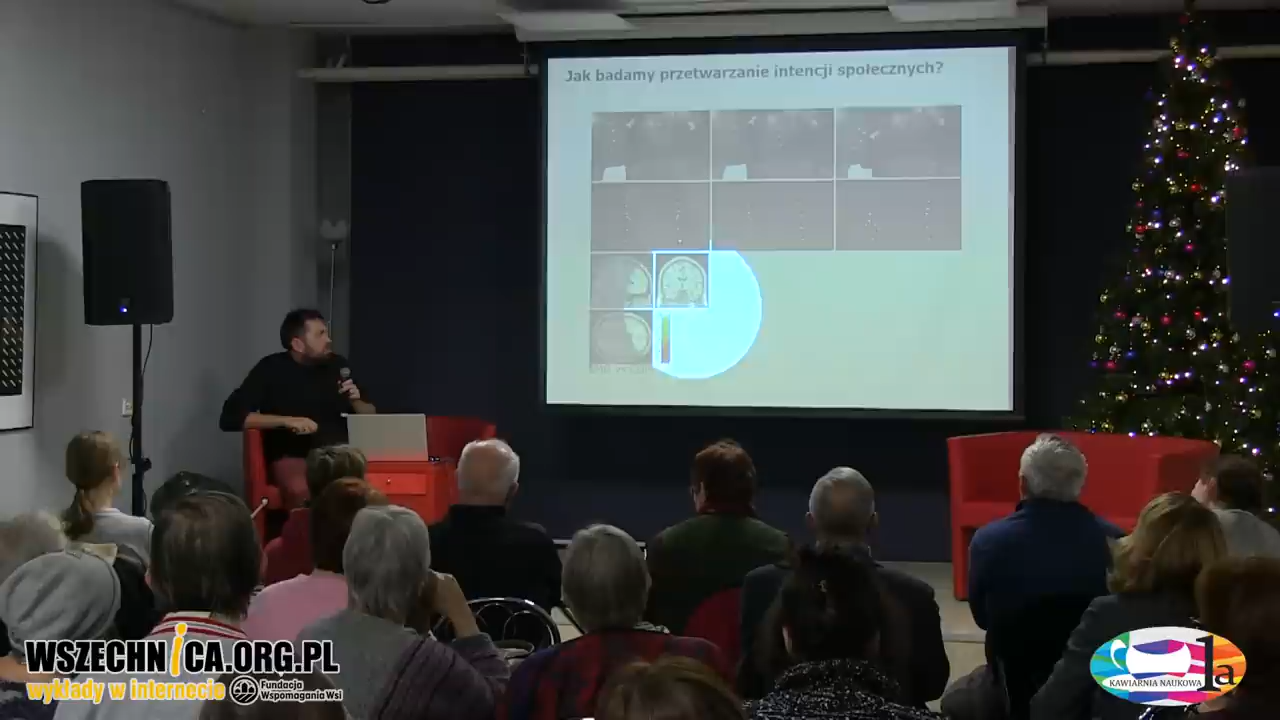 Jak badamy przetwarzanie intencji społecznych?
WSZECHNiCA.ORG.PL
wykłady w internecie
Fundacja
Wspomagania Wsi
1a
KAWIARNIA NAUKOWA